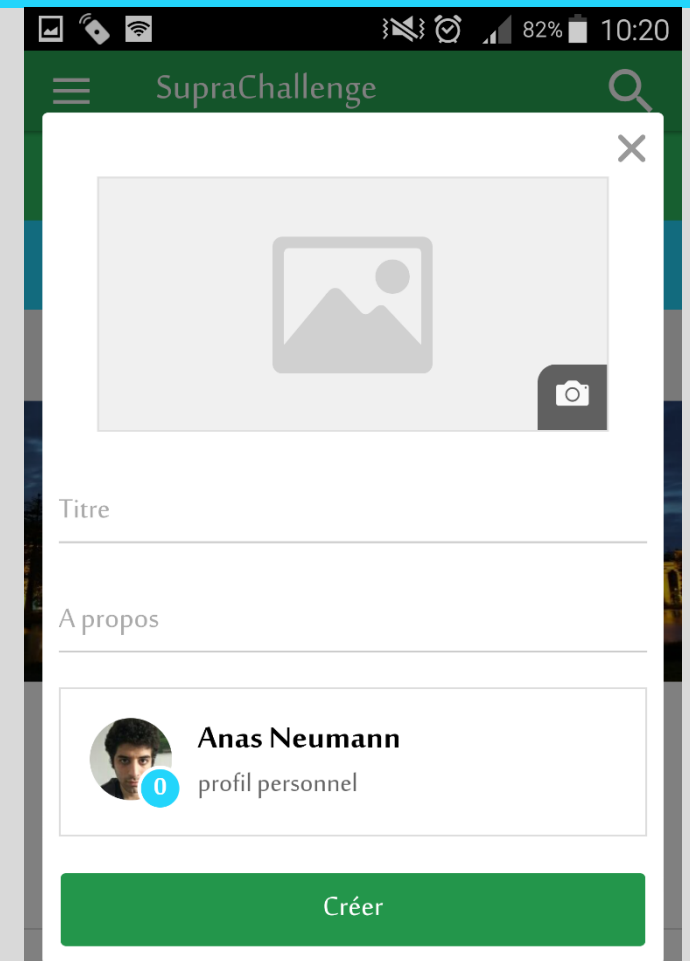 82% 10:20
SupraChallenge
Titre
A propos
Anas Neumann
0
profil personnel
Créer